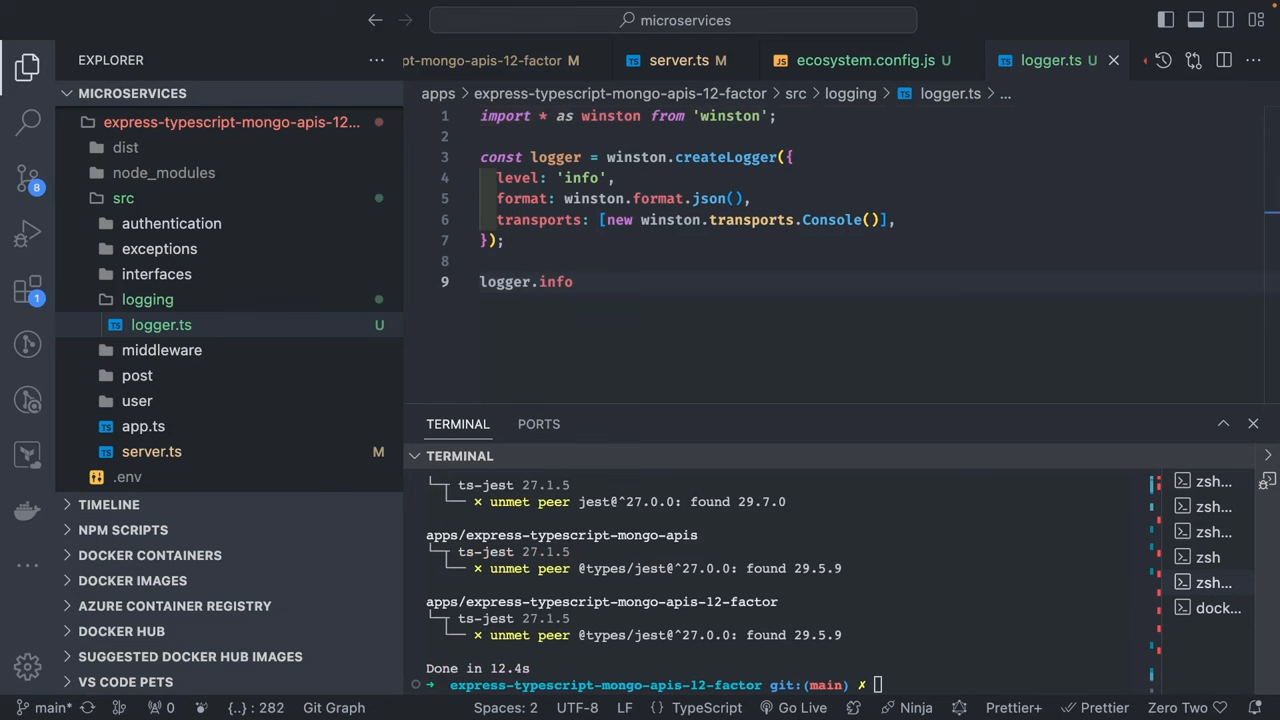 microservices
EXPLORER
MICROSERVICES
express-typescript-mongo-apis-12...
dist
node_modules
src
authentication
exceptions
interfaces
logging
TS logger.ts U
middleware
post
user
TS app.ts
TS server.ts M
.env
TIMELINE
NPM SCRIPTS
DOCKER CONTAINERS
DOCKER IMAGES
AZURE CONTAINER REGISTRY
DOCKER HUB
SUGGESTED DOCKER HUB IMAGES
VS CODE PETS
8
1
pt-mongo-apis-12-factor M
TS server.ts M
JS ecosystem.config.js U
TS logger.ts U
apps > express-typescript-mongo-apis-12-factor > src > logging > TS logger.ts > ...
1 import * as winston from 'winston';
2
3 const logger = winston.createLogger({
4 level: 'info',
5 format: winston.format.json(),
6 transports: [new winston.transports.Console()],
7 });
8
9 logger.info
TERMINAL PORTS
TERMINAL
ts-jest 27.1.5
✕ unmet peer jest@^27.0.0: found 29.7.0
apps/express-typescript-mongo-apis
ts-jest 27.1.5
✕ unmet peer @types/jest@^27.0.0: found 29.5.9
apps/express-typescript-mongo-apis-12-factor
ts-jest 27.1.5
✕ unmet peer @types/jest@^27.0.0: found 29.5.9
Done in 12.4s
→ express-typescript-mongo-apis-12-factor git:(main) ✗
zsh...
zsh...
zsh...
zsh
zsh...
dock...
main* 0 {..} : 282 Git Graph Spaces: 2 UTF-8 LF {} TypeScript Go Live Ninja Prettier+ Prettier Zero Two